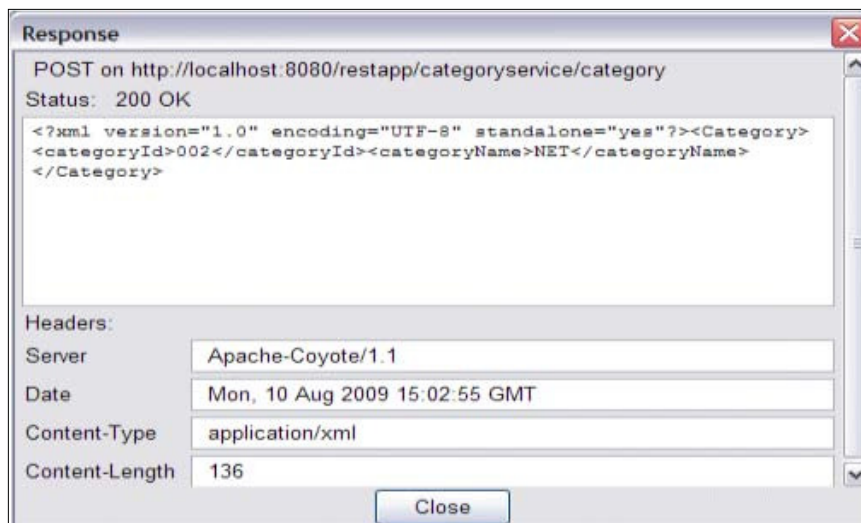 Response
POST on http://localhost:8080/restapp/categoryservice/category
Status: 200 OK
<?xml version="1.0" encoding="UTF-8" standalone="yes"?><Category>
<categoryId>002</categoryId><categoryName>NET</categoryName>
</Category>
Headers:
Server Apache-Coyote/1.1
Date Mon, 10 Aug 2009 15:02:55 GMT
Content-Type application/xml
Content-Length 136
Close